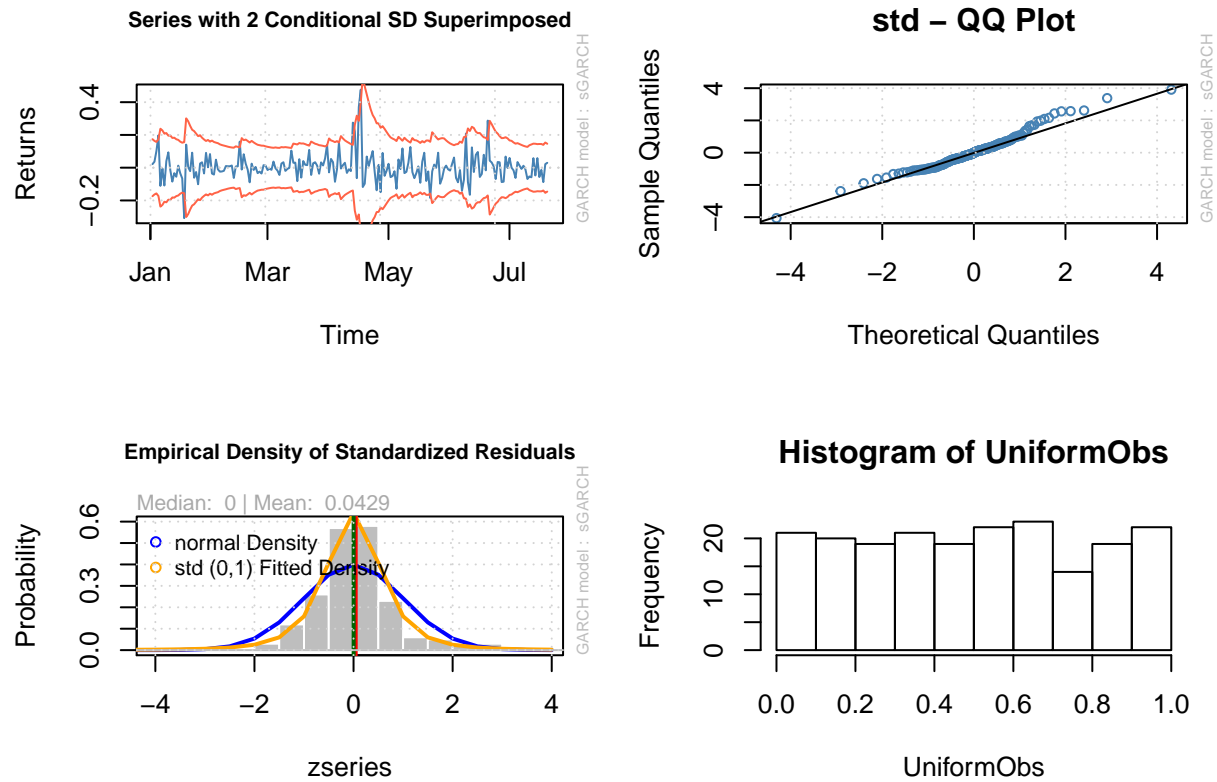 Series with 2 Conditional SD Superimposed
Returns
0.4
−0.2
Jan
Mar
May
Jul
Time
GARCH model : sGARCH
std − QQ Plot
Sample Quantiles
4
0
−4
−4
−2
0
2
4
Theoretical Quantiles
GARCH model : sGARCH
Empirical Density of Standardized Residuals
Median: 0 | Mean: 0.0429
Probability
0.6
0.3
0.0
normal Density
std (0,1) Fitted Density
−4
−2
0
2
4
zseries
GARCH model : sGARCH
Histogram of UniformObs
Frequency
20
10
0
0.0
0.2
0.4
0.6
0.8
1.0
UniformObs